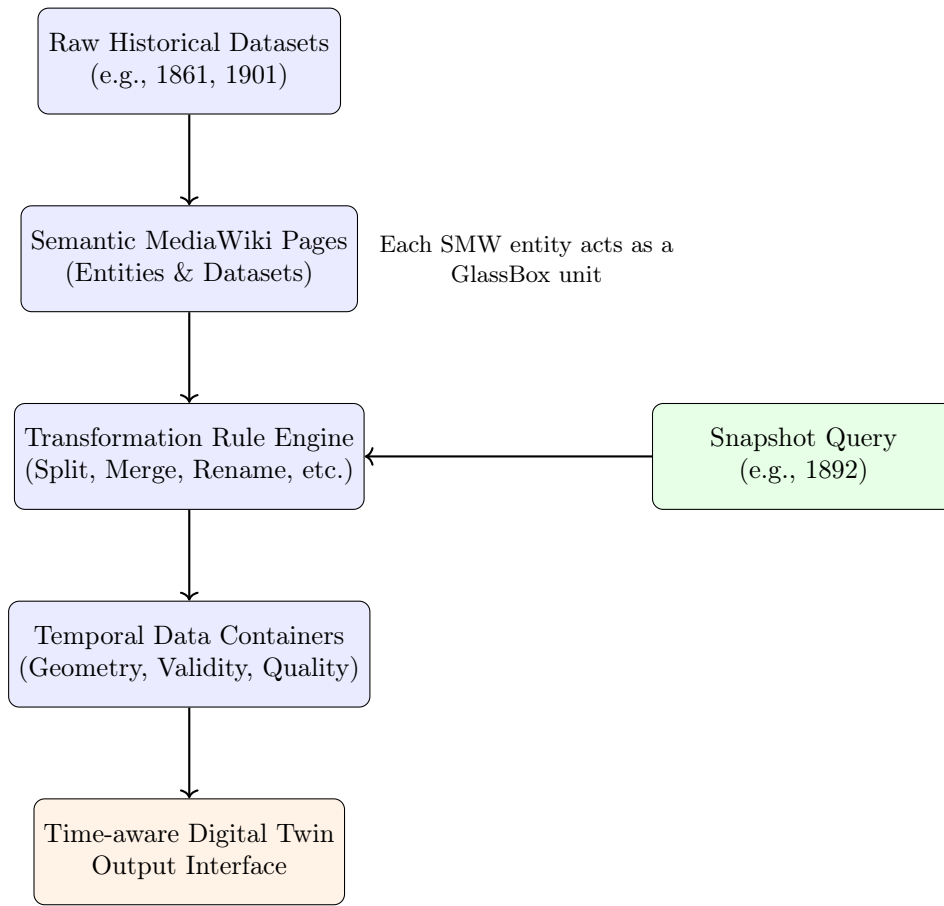 Raw Historical Datasets
(e.g., 1861, 1901)
Semantic MediaWiki Pages
(Entities & Datasets)
Each SMW entity acts as a
GlassBox unit
Transformation Rule Engine
(Split, Merge, Rename, etc.)
Snapshot Query
(e.g., 1892)
Temporal Data Containers
(Geometry, Validity, Quality)
Time-aware Digital Twin
Output Interface